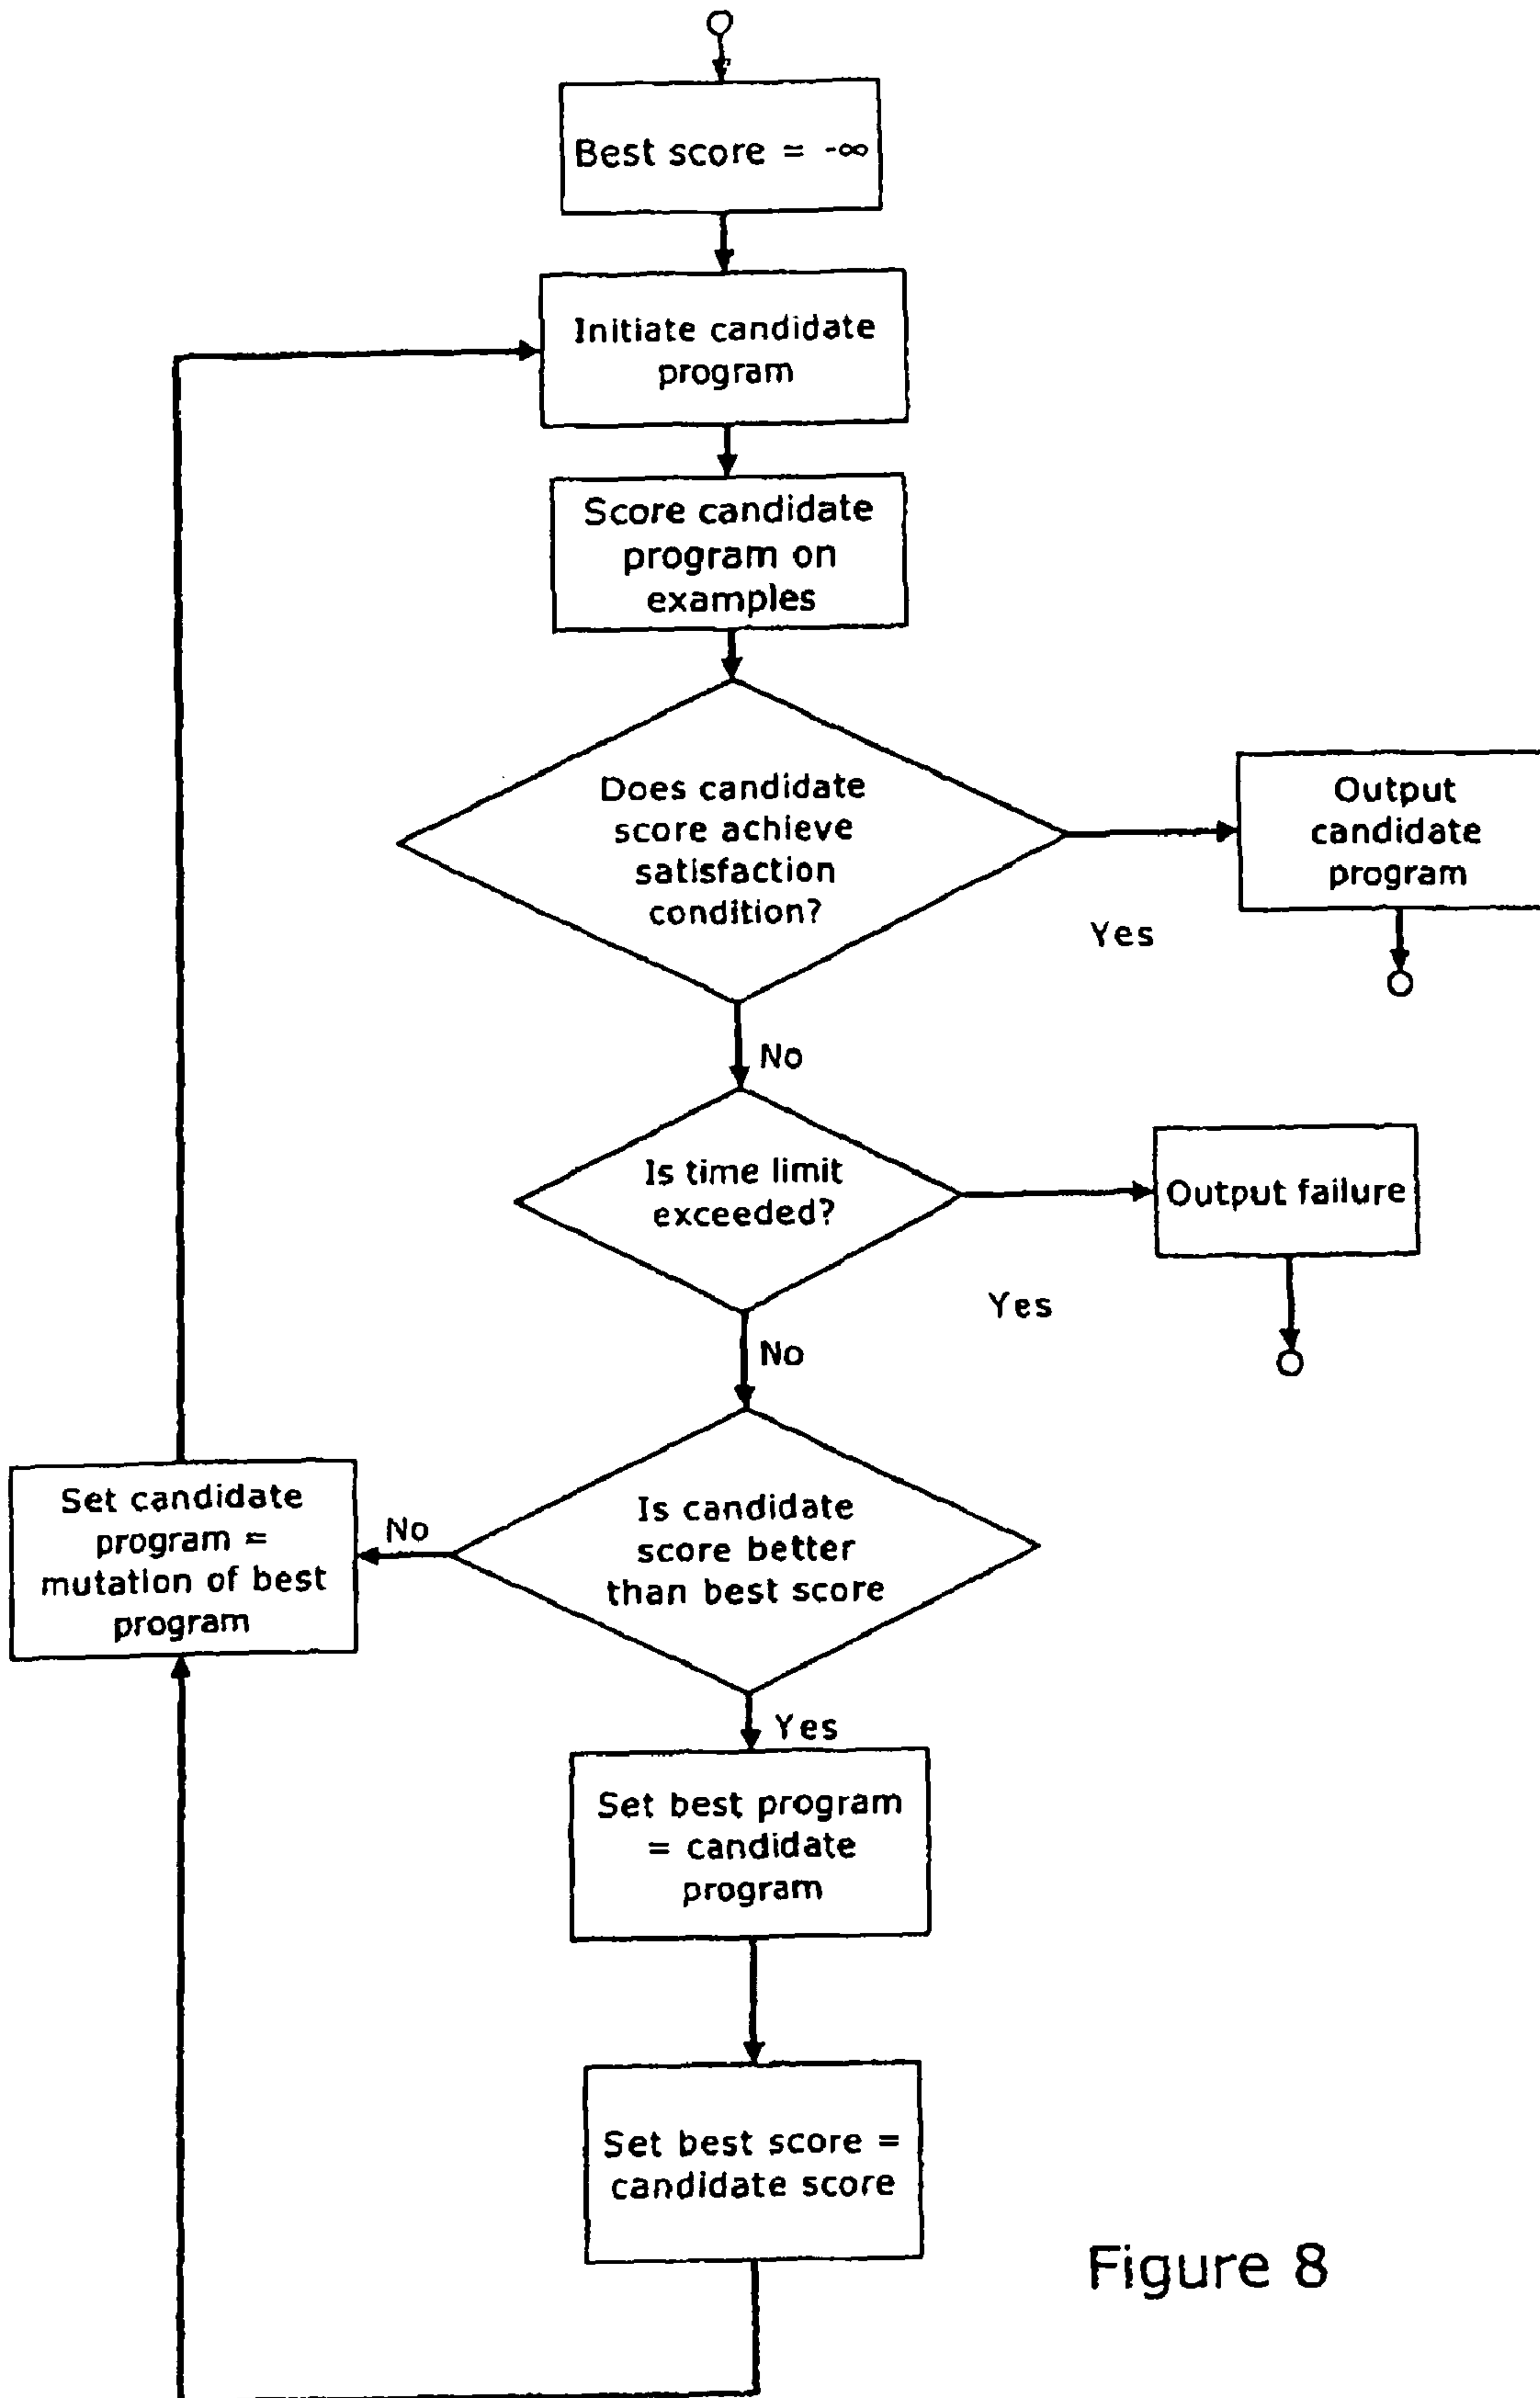 Best score = -∞
Initiate candidate
program
Score candidate
program on
examples
Does candidate
score achieve
satisfaction
condition?
Yes
Output
candidate
program
No
Is time limit
exceeded?
Yes
Output failure
No
Is candidate
score better
than best score
No
Set candidate
program =
mutation of best
program
Yes
Set best program
= candidate
program
Set best score =
candidate score
Figure 8